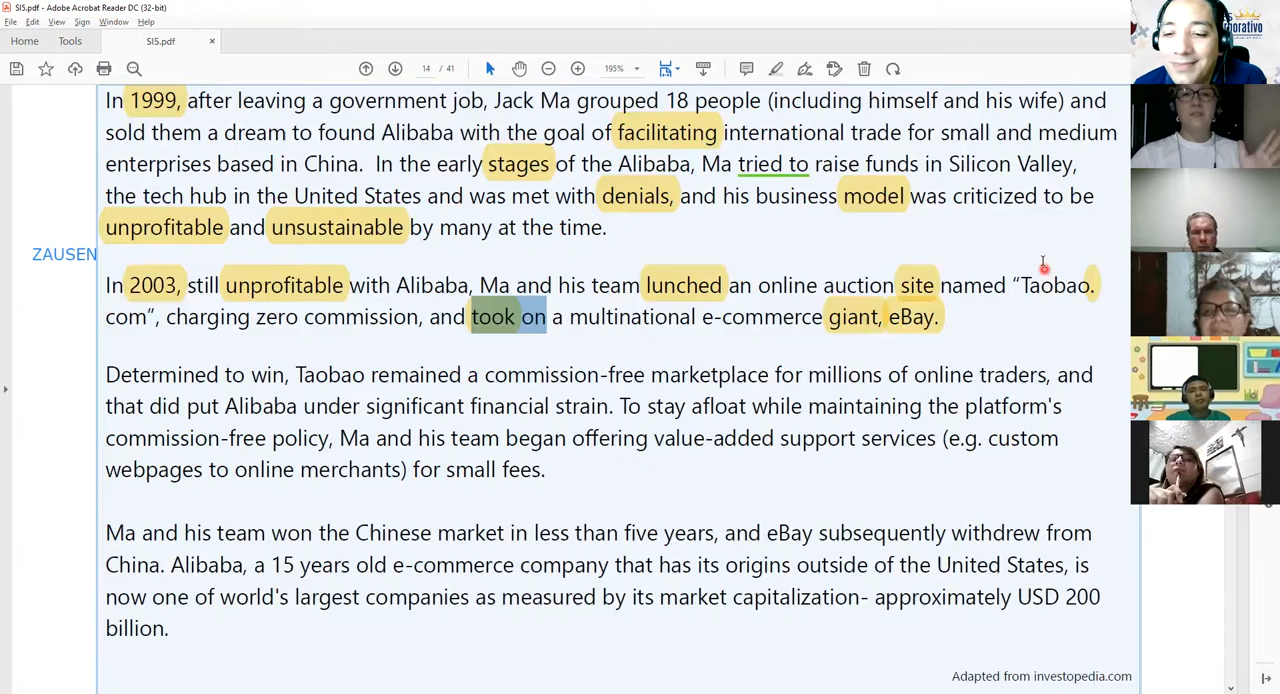 SI5.pdf - Adobe Acrobat Reader DC (32-bit)
File Edit View Sign Window Help
Home Tools SI5.pdf ×
14 / 41 195%
In 1999, after leaving a government job, Jack Ma grouped 18 people (including himself and his wife) and
sold them a dream to found Alibaba with the goal of facilitating international trade for small and medium
enterprises based in China. In the early stages of the Alibaba, Ma tried to raise funds in Silicon Valley,
the tech hub in the United States and was met with denials, and his business model was criticized to be
unprofitable and unsustainable by many at the time.
ZAUSEN
In 2003, still unprofitable with Alibaba, Ma and his team lunched an online auction site named “Taobao.
com”, charging zero commission, and took on a multinational e-commerce giant, eBay.
Determined to win, Taobao remained a commission-free marketplace for millions of online traders, and
that did put Alibaba under significant financial strain. To stay afloat while maintaining the platform's
commission-free policy, Ma and his team began offering value-added support services (e.g. custom
webpages to online merchants) for small fees.
Ma and his team won the Chinese market in less than five years, and eBay subsequently withdrew from
China. Alibaba, a 15 years old e-commerce company that has its origins outside of the United States, is
now one of world's largest companies as measured by its market capitalization- approximately USD 200
billion.
Adapted from investopedia.com